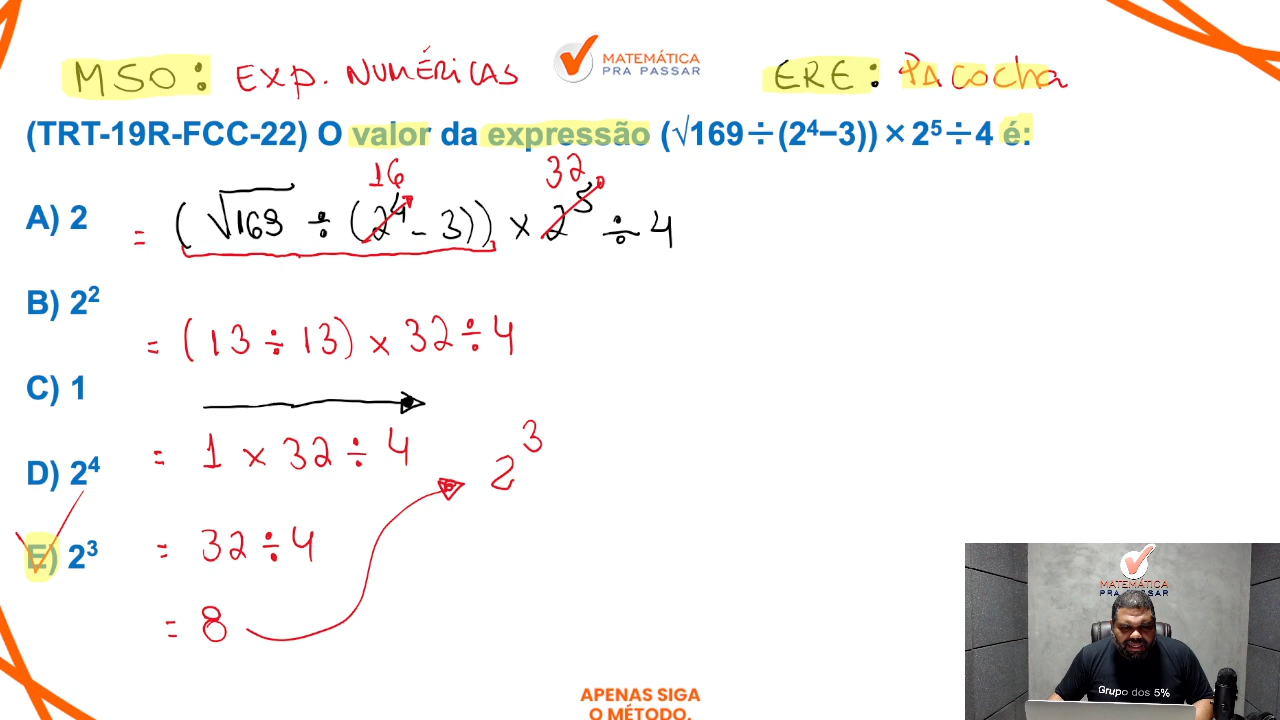 MSO: EXP. NUMÉRICAS
MATEMÁTICA
PRA PASSAR
ERE: PACOCHA
(TRT-19R-FCC-22) O valor da expressão (√169÷(2⁴−3))×2⁵÷4 é:
16 32
A) 2
= (√169 ÷ (2⁴ - 3)) × 2⁵ ÷ 4
B) 2²
= (13 ÷ 13) × 32 ÷ 4
C) 1
= 1 × 32 ÷ 4
2³
D) 2⁴
E) 2³
= 32 ÷ 4
= 8
MATEMÁTICA
PRA PASSAR
Grupo dos 5%
APENAS SIGA
O MÉTODO.